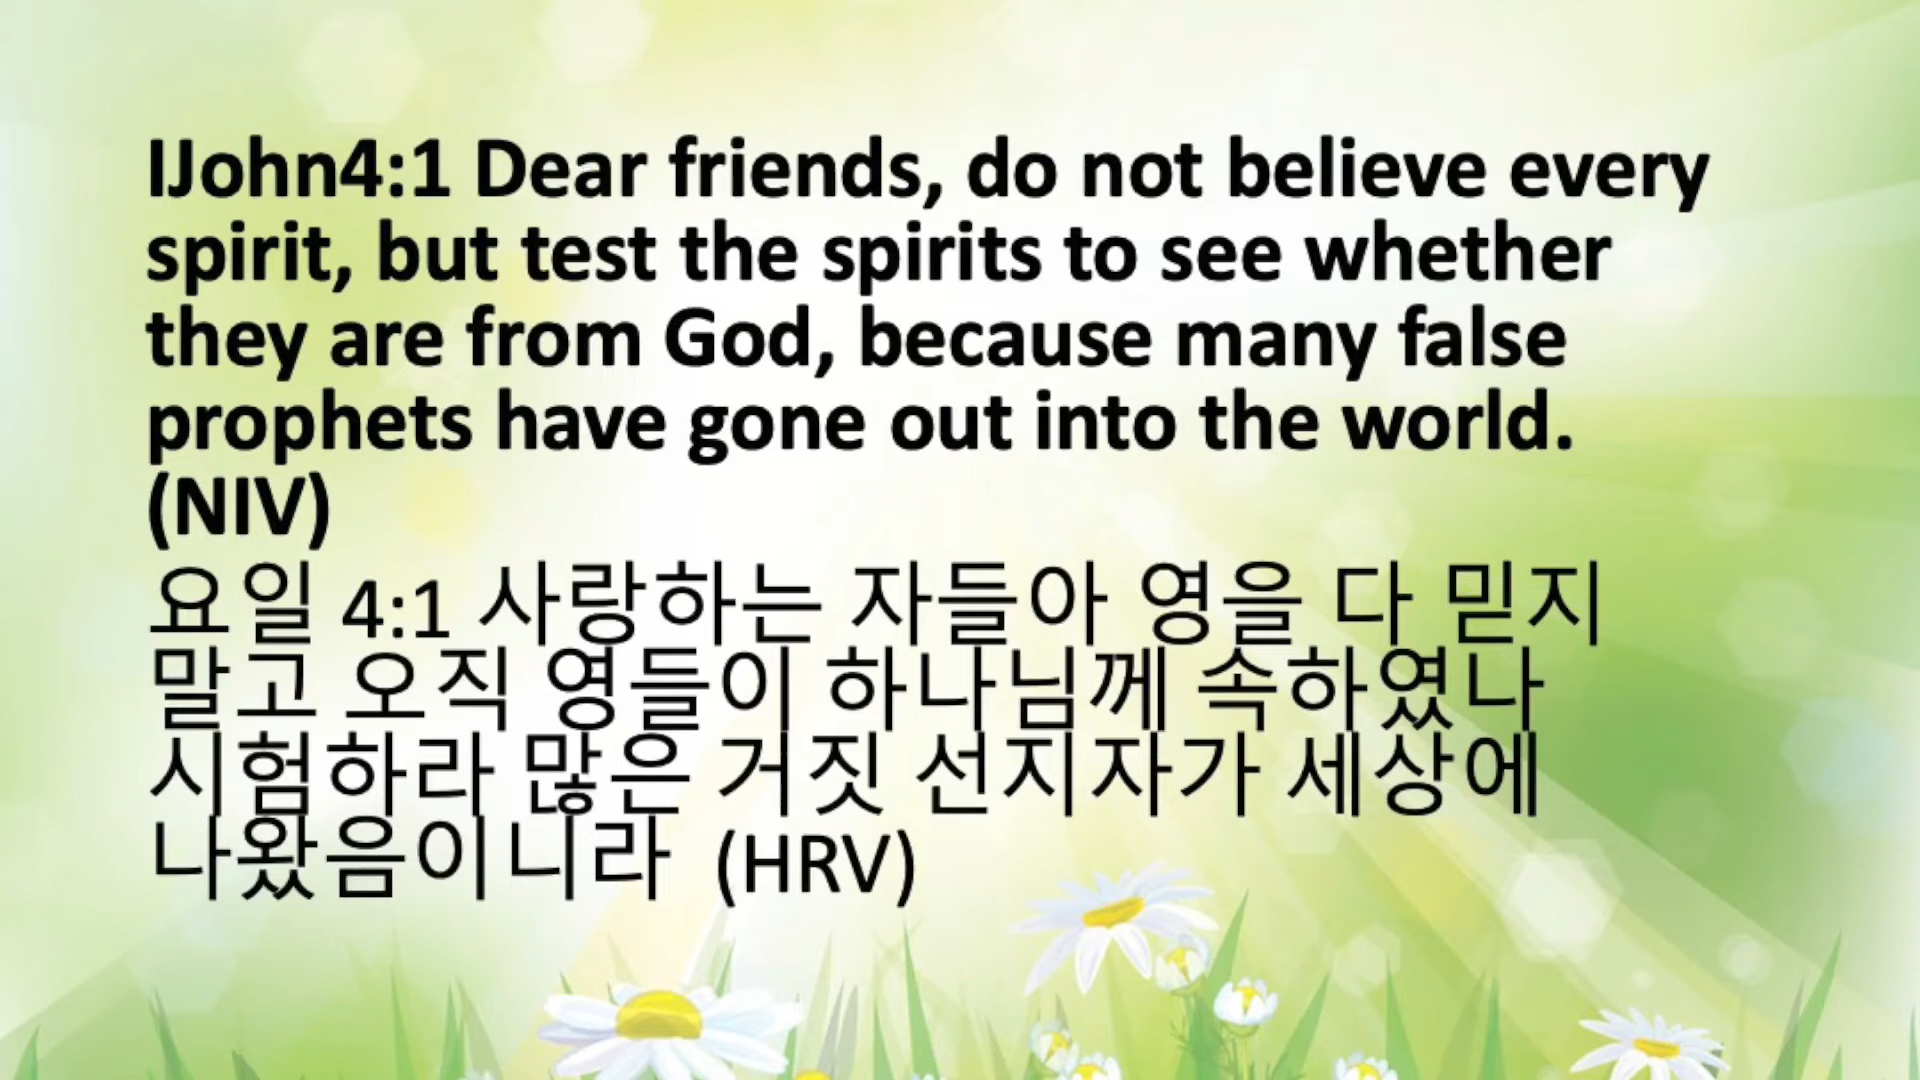 IJohn4:1 Dear friends, do not believe every
spirit, but test the spirits to see whether
they are from God, because many false
prophets have gone out into the world.
(NIV)
요일 4:1 사랑하는 자들아 영을 다 믿지
말고 오직 영들이 하나님께 속하였나
시험하라 많은 거짓 선지자가 세상에
나왔음이니라 (HRV)